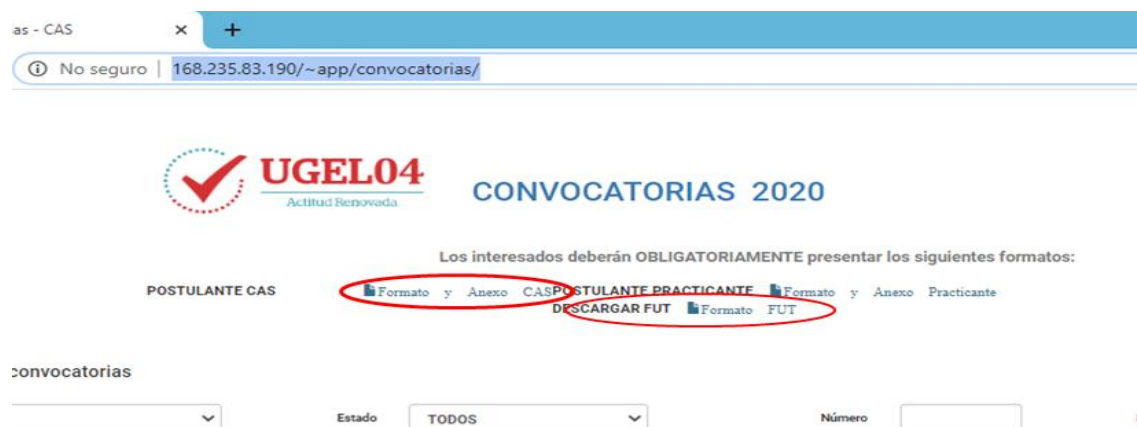 as - CAS × +
No seguro | 168.235.83.190/~app/convocatorias/
UGEL04
Actitud Renovada
CONVOCATORIAS 2020
Los interesados deberán OBLIGATORIAMENTE presentar los siguientes formatos:
POSTULANTE CAS Formato y Anexo CAS POSTULANTE PRACTICANTE Formato y Anexo Practicante
DESCARGAR FUT Formato FUT
convocatorias
Estado TODOS Número